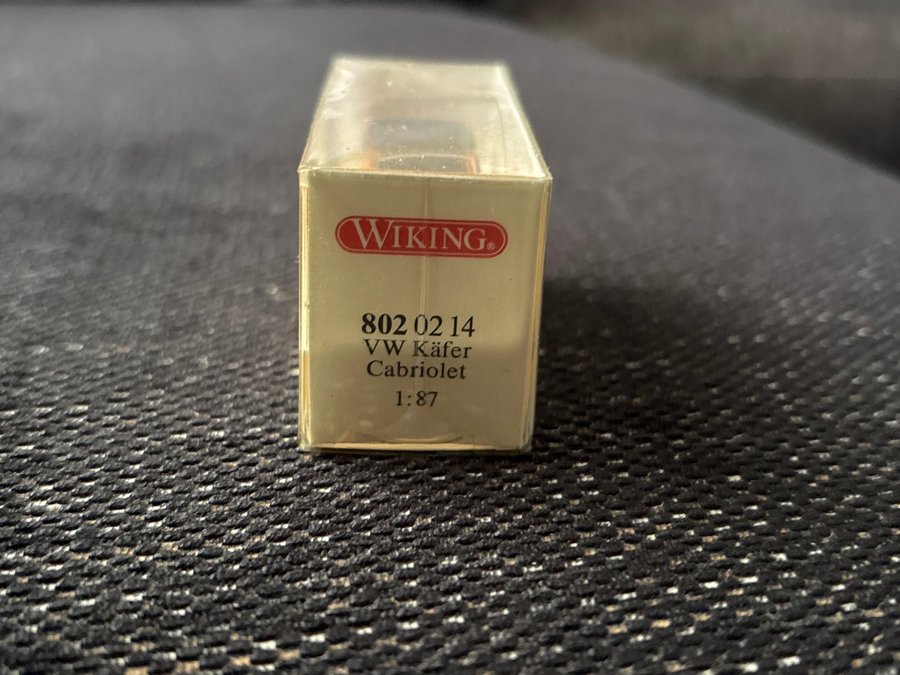 WIKING®
802 02 14
VW Käfer
Cabriolet
1:87